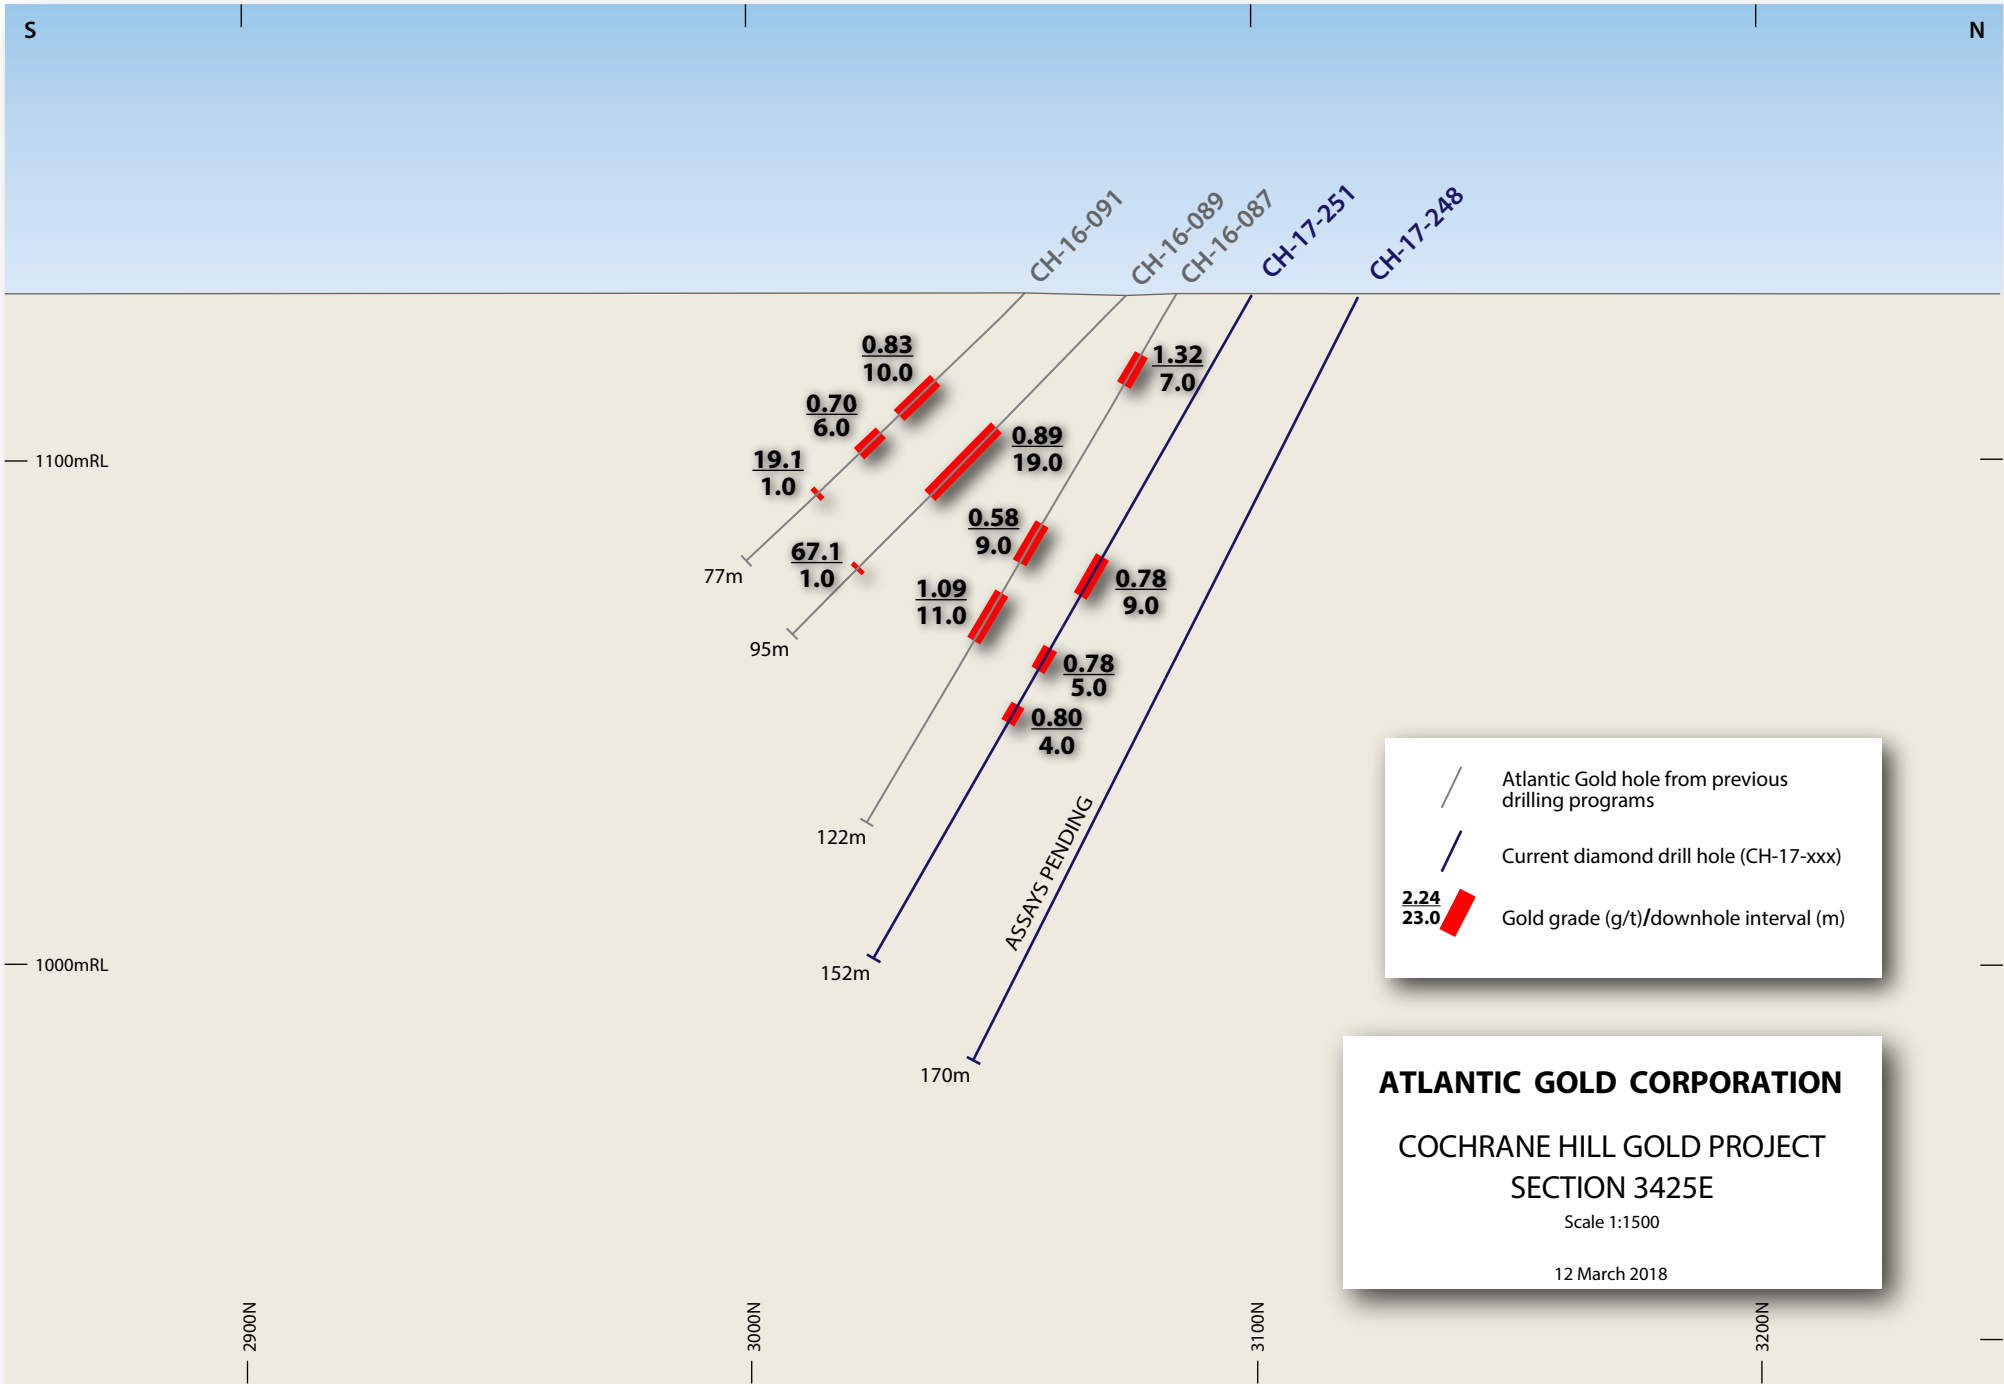 S
N
CH-16-091
CH-16-089
CH-16-087
CH-17-251
CH-17-248
0.83
10.0
1.32
7.0
0.70
6.0
0.89
19.0
1100mRL
19.1
1.0
0.58
9.0
67.1
1.0
77m
0.78
9.0
1.09
11.0
95m
0.78
5.0
0.80
4.0
122m
ASSAYS PENDING
1000mRL
152m
170m
Atlantic Gold hole from previous
drilling programs
Current diamond drill hole (CH-17-xxx)
2.24
23.0
Gold grade (g/t)/downhole interval (m)
ATLANTIC GOLD CORPORATION
COCHRANE HILL GOLD PROJECT
SECTION 3425E
Scale 1:1500
12 March 2018
2900N
3000N
3100N
3200N